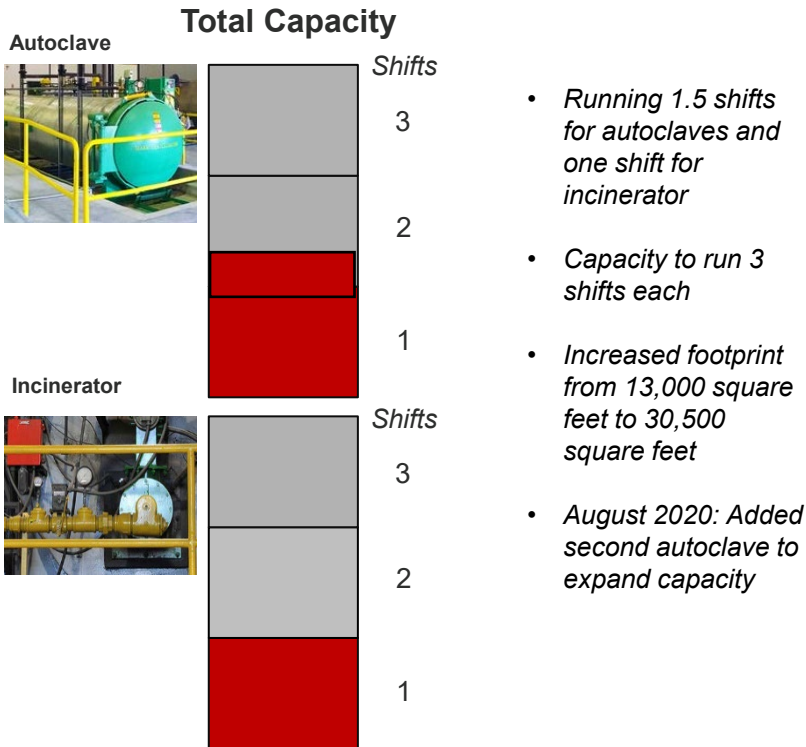 Total Capacity
Autoclave
Shifts
3
2
1
Incinerator
Shifts
3
2
1
• Running 1.5 shifts
for autoclaves and
one shift for
incinerator
• Capacity to run 3
shifts each
• Increased footprint
from 13,000 square
feet to 30,500
square feet
• August 2020: Added
second autoclave to
expand capacity